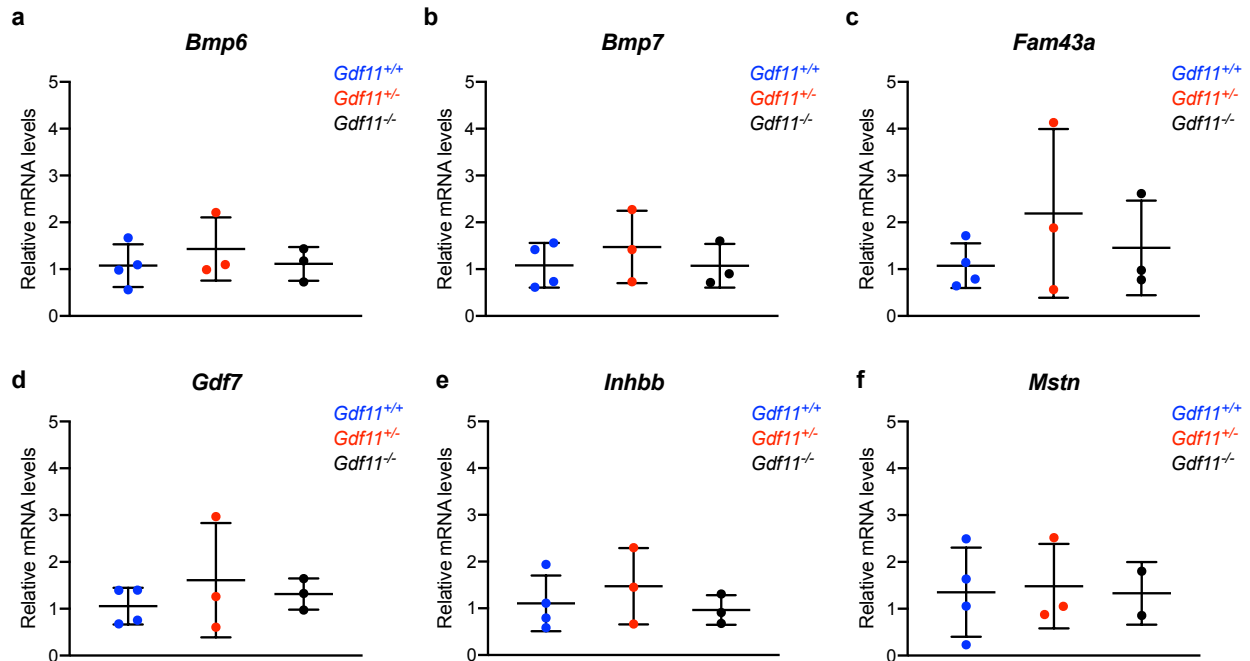 a
Bmp6
Relative mRNA levels
5
4
3
2
1
0
Gdf11+/+
Gdf11+/-
Gdf11-/-
b
Bmp7
Relative mRNA levels
5
4
3
2
1
0
Gdf11+/+
Gdf11+/-
Gdf11-/-
c
Fam43a
Relative mRNA levels
5
4
3
2
1
0
Gdf11+/+
Gdf11+/-
Gdf11-/-
d
Gdf7
Relative mRNA levels
5
4
3
2
1
0
Gdf11+/+
Gdf11+/-
Gdf11-/-
e
Inhbb
Relative mRNA levels
5
4
3
2
1
0
Gdf11+/+
Gdf11+/-
Gdf11-/-
f
Mstn
Relative mRNA levels
5
4
3
2
1
0
Gdf11+/+
Gdf11+/-
Gdf11-/-